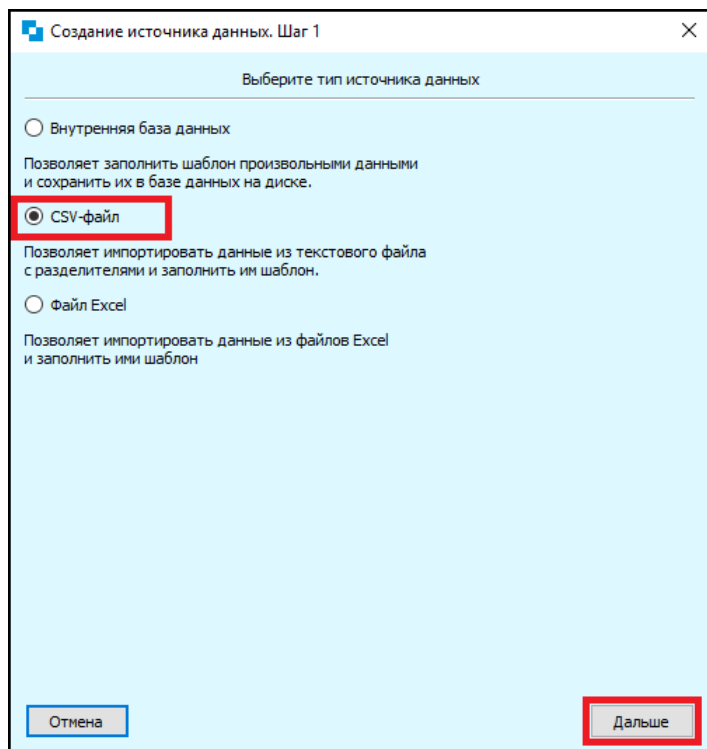 Создание источника данных. Шаг 1
Выберите тип источника данных
Внутренняя база данных
Позволяет заполнить шаблон произвольными данными
и сохранить их в базе данных на диске.
CSV-файл
Позволяет импортировать данные из текстового файла
с разделителями и заполнить им шаблон.
Файл Excel
Позволяет импортировать данные из файлов Excel
и заполнить ими шаблон
Отмена
Дальше